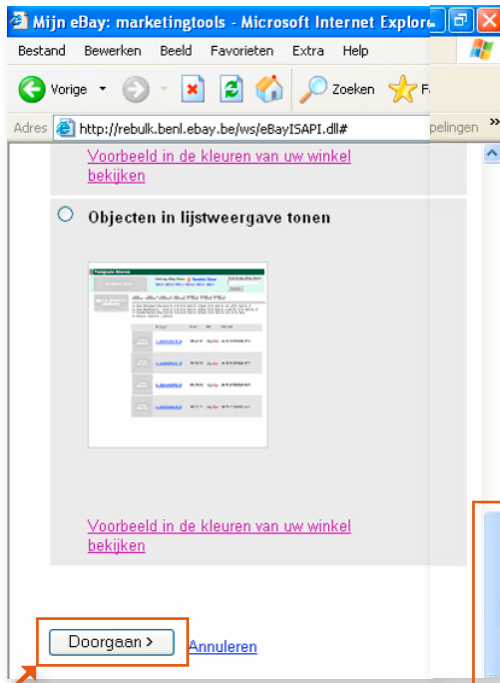 Mijn eBay: marketingtools - Microsoft Internet Explor
Bestand Bewerken Beeld Favorieten Extra Help
Vorige Zoeken F
Adres http://rebulk.benl.ebay.be/ws/eBayISAPI.dll# pelingen »
Voorbeeld in de kleuren van uw winkel
bekijken
Objecten in lijstweergave tonen
Voorbeeld in de kleuren van uw winkel
bekijken
Doorgaan > Annuleren